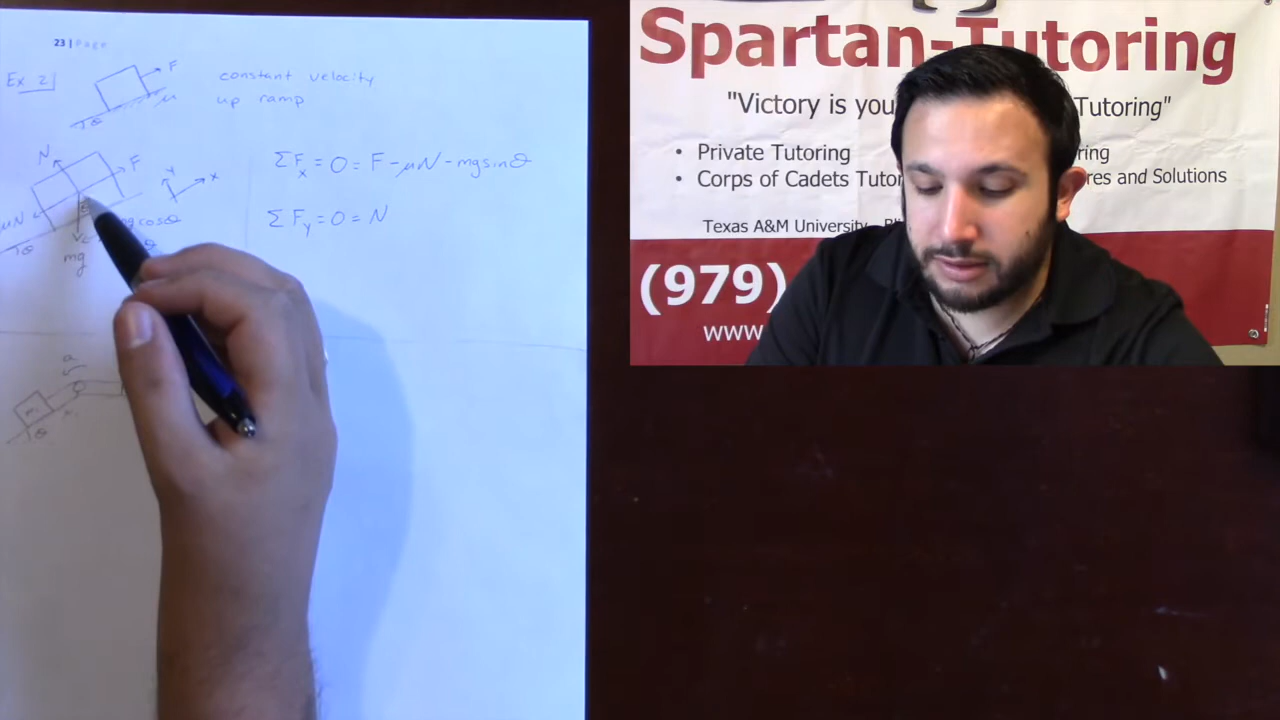 23 | Page
Ex 2
F
μ
θ
constant velocity
up ramp
N
F
μN
θ
mg
θ
y
x
ΣFx = 0 = F - μN - mgsinθ
ΣFy = 0 = N
a
m1
θ
Spartan-Tutoring
"Victory is you Tutoring"
• Private Tutoring
• Corps of Cadets Tutor
ring
res and Solutions
Texas A&M University
(979)
www.